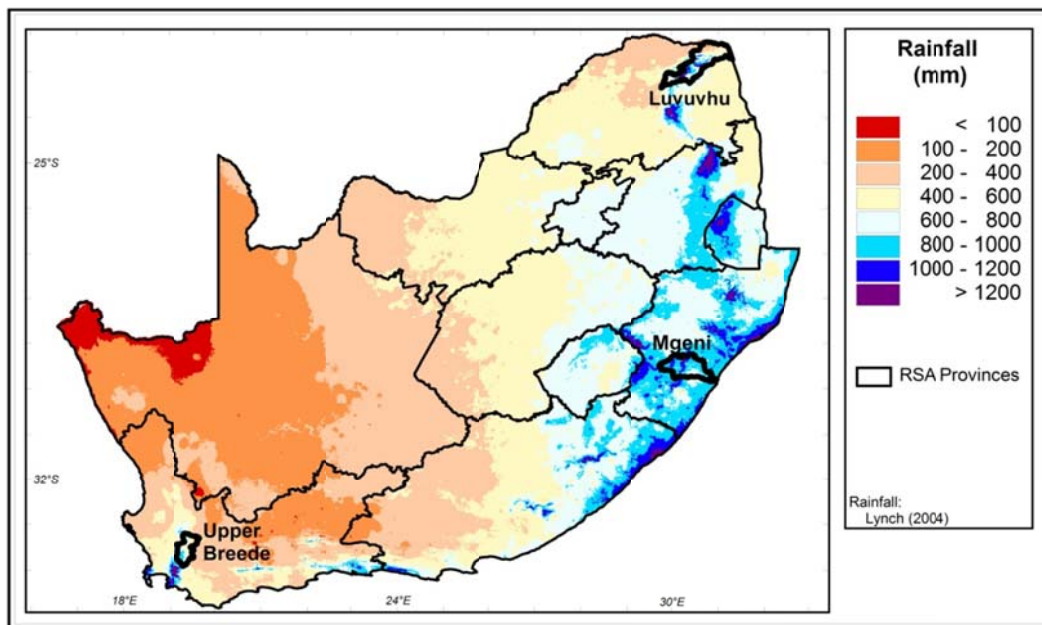 Rainfall
(mm)
< 100
100 - 200
200 - 400
400 - 600
600 - 800
800 - 1000
1000 - 1200
> 1200
RSA Provinces
Rainfall:
Lynch (2004)
Luvuvhu
Mgeni
Upper
Breede
25°S
32°S
18°E
24°E
30°E